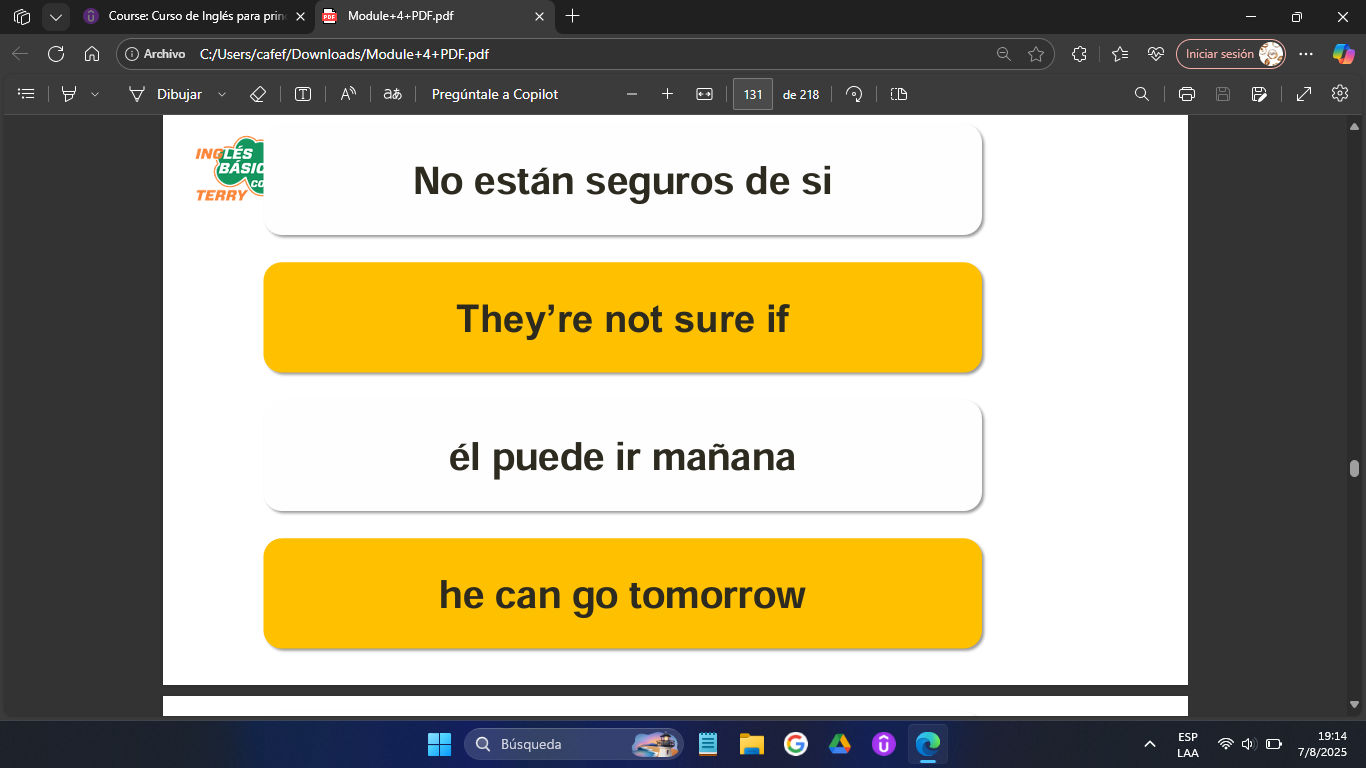 Course: Curso de Inglés para prin
Module+4+PDF.pdf
Archivo
C:/Users/cafef/Downloads/Module+4+PDF.pdf
Iniciar sesión
Dibujar
Pregúntale a Copilot
131
de 218
INGLÉS
BÁSIC
CO
TERRY
No están seguros de si
They’re not sure if
él puede ir mañana
he can go tomorrow
Búsqueda
ESP
LAA
19:14
7/8/2025